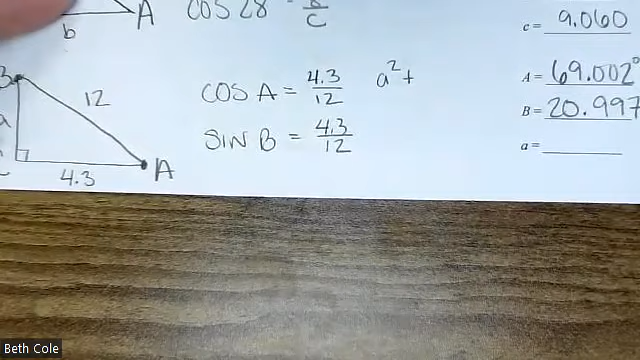 b
A
COS 28 = 8/C
c = 9.060
B
12
a
4.3
A
COS A = 4.3/12
a² +
SIN B = 4.3/12
A = 69.002°
B = 20.997
a =
Beth Cole